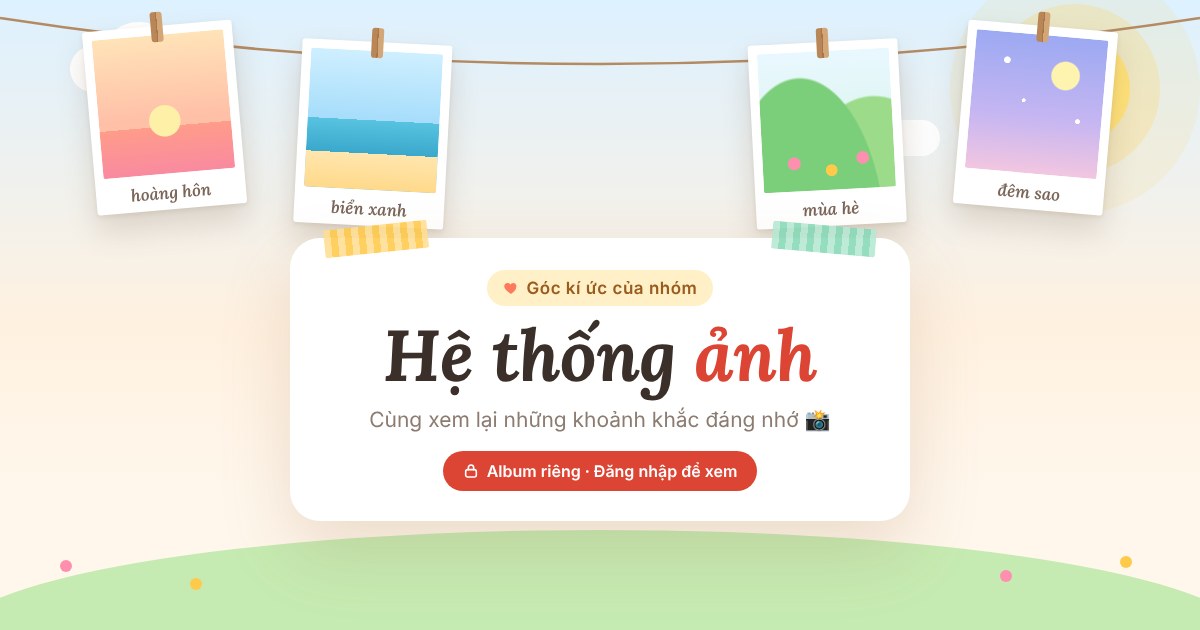 hoàng hôn
biển xanh
mùa hè
đêm sao
Góc kí ức của nhóm
Hệ thống ảnh
Cùng xem lại những khoảnh khắc đáng nhớ 📸
Album riêng · Đăng nhập để xem